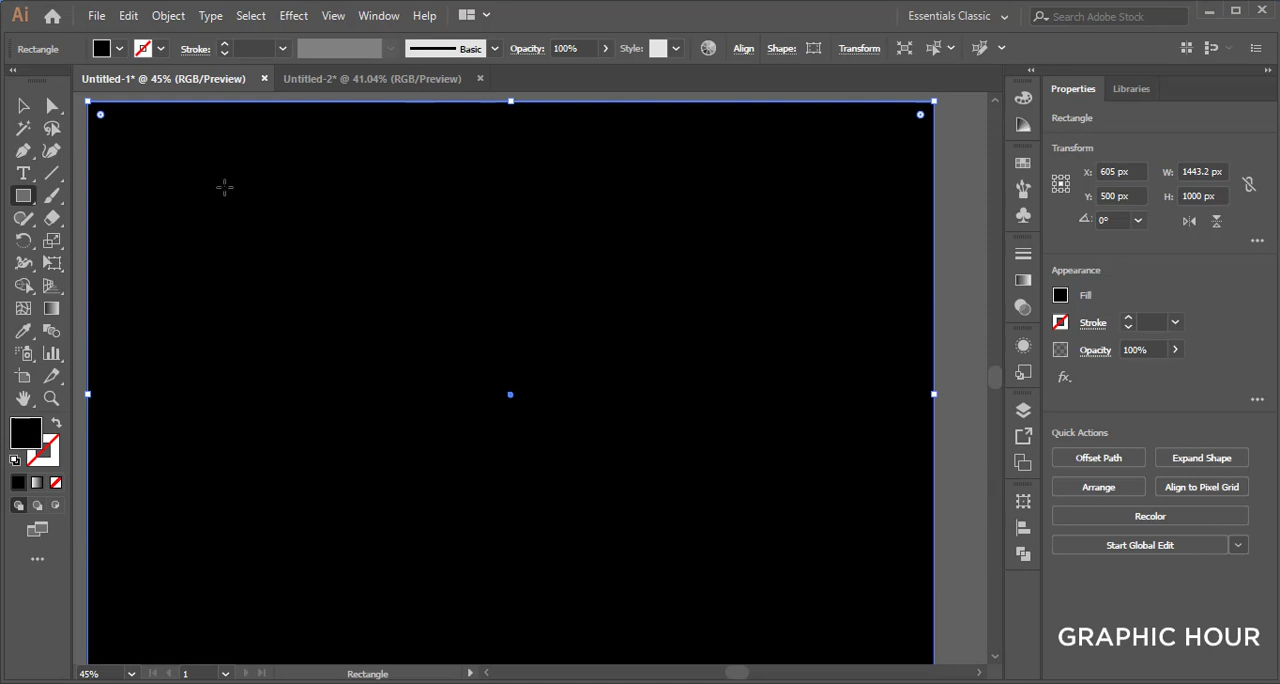 Ai File Edit Object Type Select Effect View Window Help Essentials Classic Search Adobe Stock
Rectangle Stroke: Basic Opacity: 100% Style: Align Shape: Transform
Untitled-1* @ 45% (RGB/Preview) × Untitled-2* @ 41.04% (RGB/Preview) ×
Properties Libraries
Rectangle
Transform
X: 605 px W: 1443.2 px
Y: 500 px H: 1000 px
0°
Appearance
Fill
Stroke
Opacity 100%
fx.
Quick Actions
Offset Path Expand Shape
Arrange Align to Pixel Grid
Recolor
Start Global Edit
GRAPHIC HOUR
45% 1 Rectangle